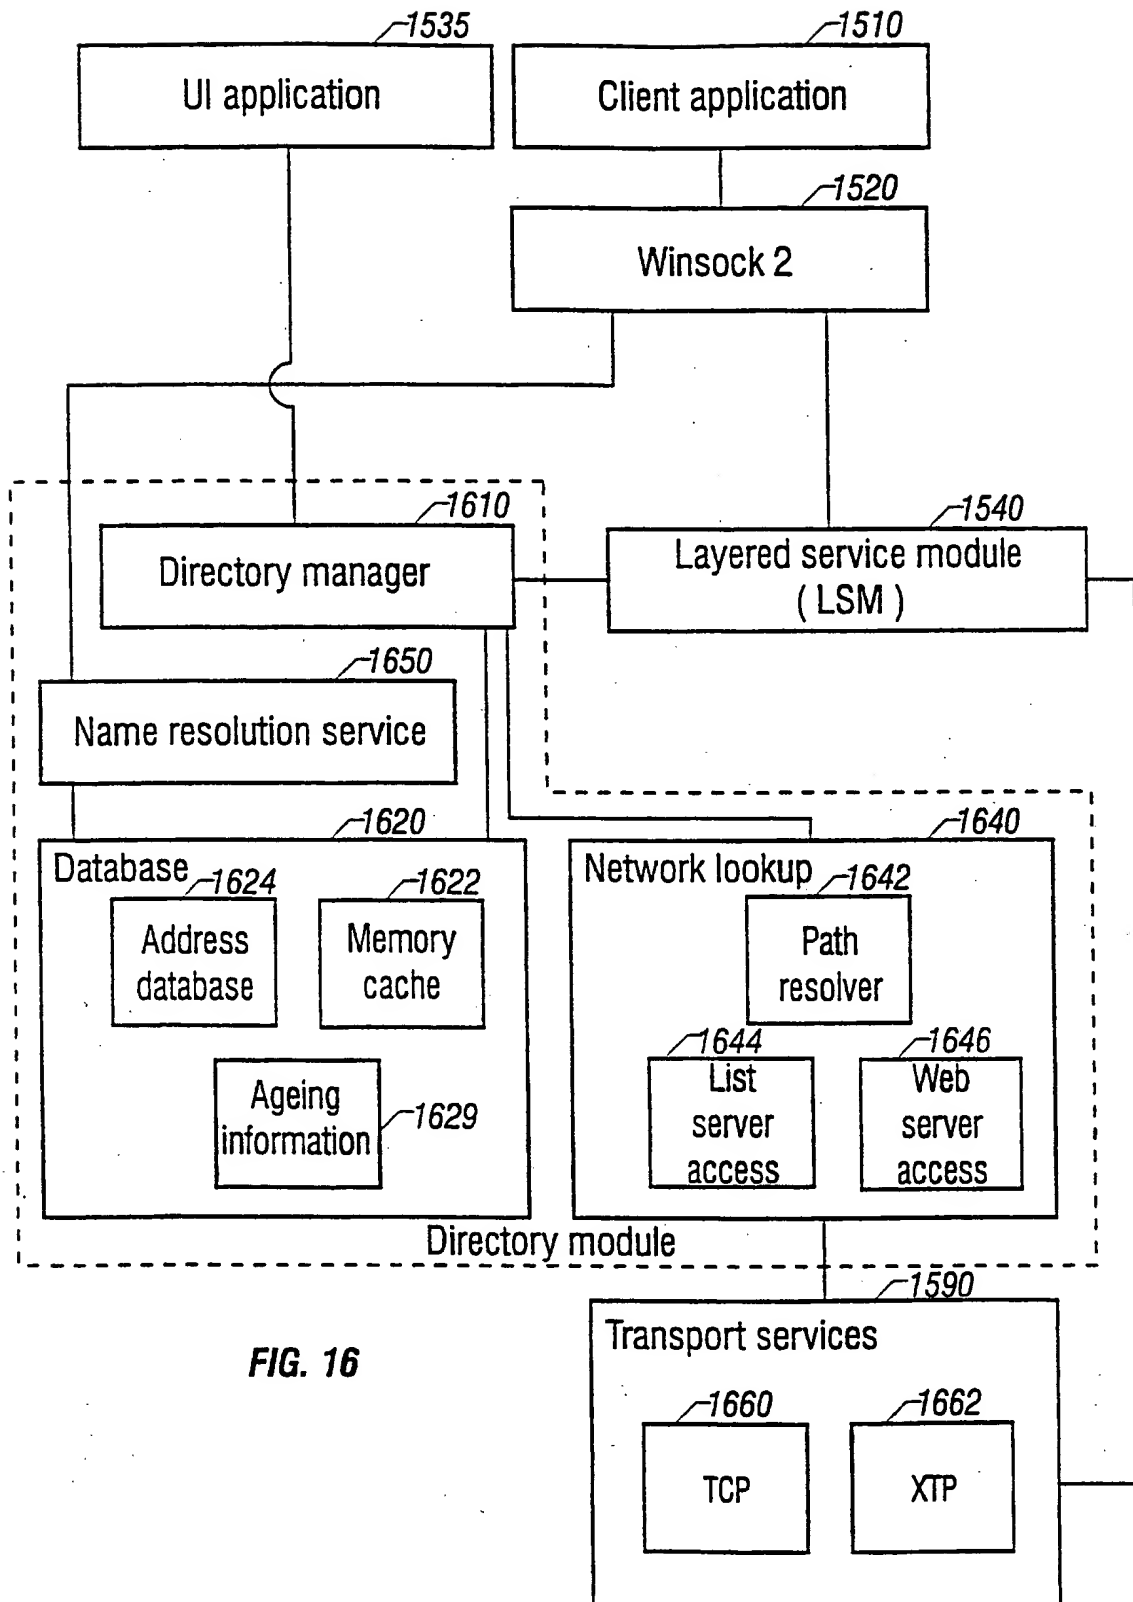 1535
UI application
1510
Client application
1520
Winsock 2
1610
Directory manager
1540
Layered service module
( LSM )
1650
Name resolution service
1620
Database
1624
Address
database
1622
Memory
cache
Ageing
information
1629
1640
Network lookup
1642
Path
resolver
1644
List
server
access
1646
Web
server
access
Directory module
1590
Transport services
1660
TCP
1662
XTP
FIG. 16